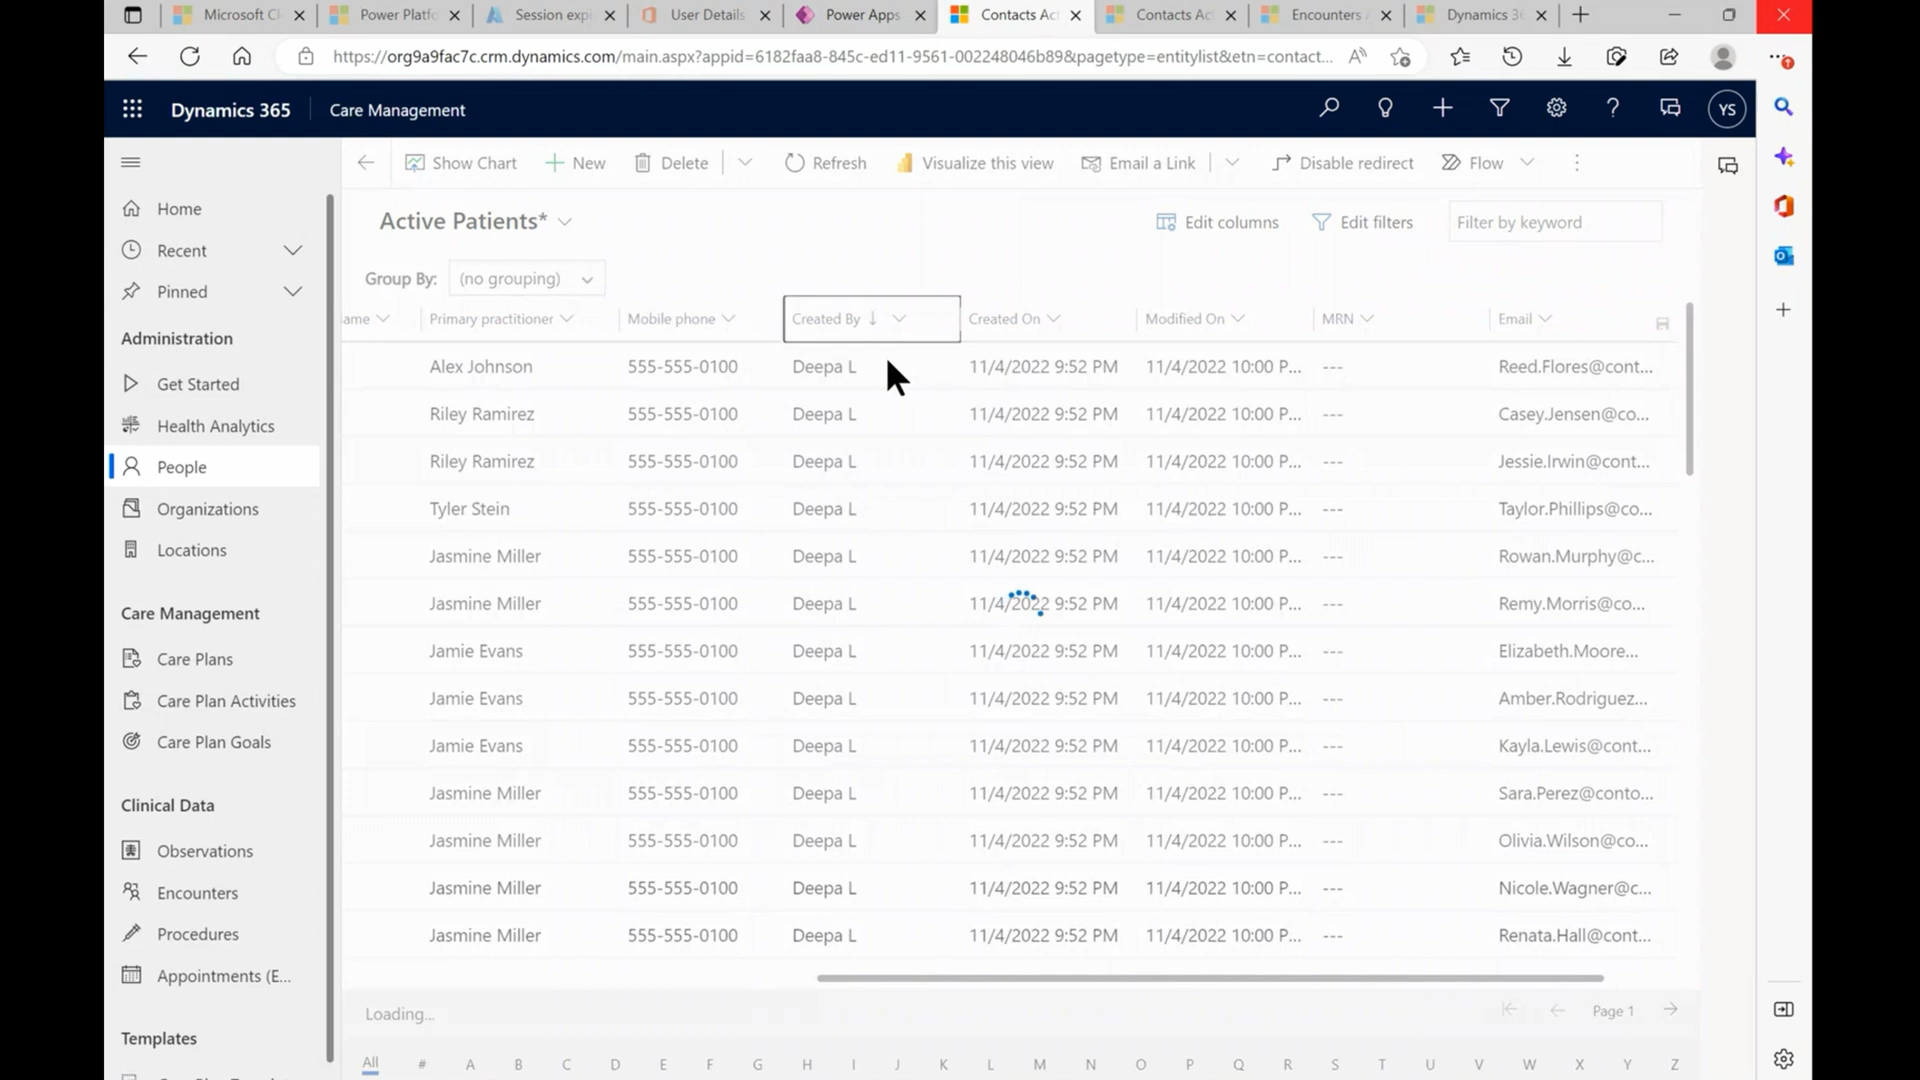 Microsoft Cl
Power Platfo
Session expi
User Details
Power Apps
Contacts Act
Contacts Act
Encounters A
Dynamics 36
https://org9a9fac7c.crm.dynamics.com/main.aspx?appid=6182faa8-845c-ed11-9561-002248046b89&pagetype=entitylist&etn=contact...
Dynamics 365
Care Management
YS
Show Chart
New
Delete
Refresh
Visualize this view
Email a Link
Disable redirect
Flow
Home
Recent
Pinned
Administration
Get Started
Health Analytics
People
Organizations
Locations
Care Management
Care Plans
Care Plan Activities
Care Plan Goals
Clinical Data
Observations
Encounters
Procedures
Appointments (E...
Templates
Active Patients*
Edit columns
Edit filters
Filter by keyword
Group By: (no grouping)
ame Primary practitioner Mobile phone Created By ↓ Created On Modified On MRN Email
Alex Johnson 555-555-0100 Deepa L 11/4/2022 9:52 PM 11/4/2022 10:00 P... --- Reed.Flores@cont...
Riley Ramirez 555-555-0100 Deepa L 11/4/2022 9:52 PM 11/4/2022 10:00 P... --- Casey.Jensen@co...
Riley Ramirez 555-555-0100 Deepa L 11/4/2022 9:52 PM 11/4/2022 10:00 P... --- Jessie.Irwin@cont...
Tyler Stein 555-555-0100 Deepa L 11/4/2022 9:52 PM 11/4/2022 10:00 P... --- Taylor.Phillips@co...
Jasmine Miller 555-555-0100 Deepa L 11/4/2022 9:52 PM 11/4/2022 10:00 P... --- Rowan.Murphy@c...
Jasmine Miller 555-555-0100 Deepa L 11/4/2022 9:52 PM 11/4/2022 10:00 P... --- Remy.Morris@co...
Jamie Evans 555-555-0100 Deepa L 11/4/2022 9:52 PM 11/4/2022 10:00 P... --- Elizabeth.Moore...
Jamie Evans 555-555-0100 Deepa L 11/4/2022 9:52 PM 11/4/2022 10:00 P... --- Amber.Rodriguez...
Jamie Evans 555-555-0100 Deepa L 11/4/2022 9:52 PM 11/4/2022 10:00 P... --- Kayla.Lewis@cont...
Jasmine Miller 555-555-0100 Deepa L 11/4/2022 9:52 PM 11/4/2022 10:00 P... --- Sara.Perez@conto...
Jasmine Miller 555-555-0100 Deepa L 11/4/2022 9:52 PM 11/4/2022 10:00 P... --- Olivia.Wilson@co...
Jasmine Miller 555-555-0100 Deepa L 11/4/2022 9:52 PM 11/4/2022 10:00 P... --- Nicole.Wagner@c...
Jasmine Miller 555-555-0100 Deepa L 11/4/2022 9:52 PM 11/4/2022 10:00 P... --- Renata.Hall@cont...
Loading...
Page 1
All # A B C D E F G H I J K L M N O P Q R S T U V W X Y Z